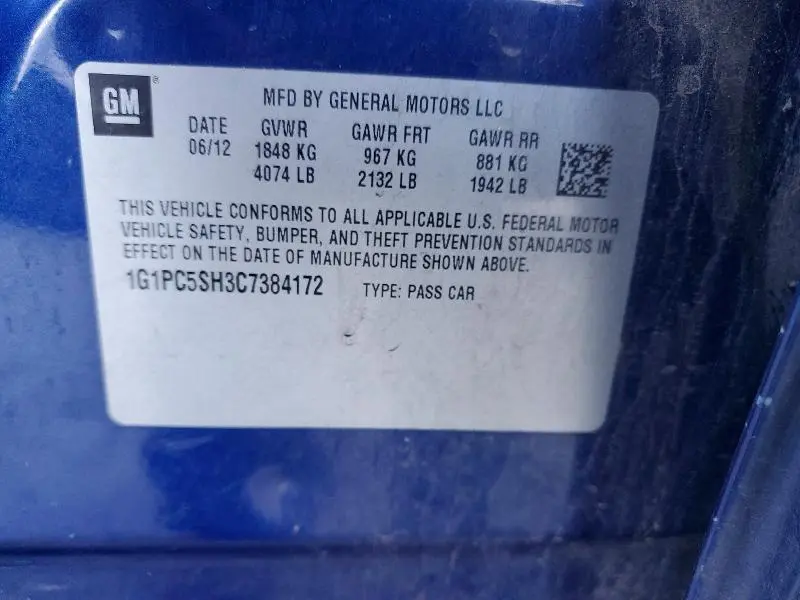 GM ®
MFD BY GENERAL MOTORS LLC
DATE GVWR GAWR FRT GAWR RR
06/12 1848 KG 967 KG 881 KG
4074 LB 2132 LB 1942 LB
THIS VEHICLE CONFORMS TO ALL APPLICABLE U.S. FEDERAL MOTOR
VEHICLE SAFETY, BUMPER, AND THEFT PREVENTION STANDARDS IN
EFFECT ON THE DATE OF MANUFACTURE SHOWN ABOVE.
1G1PC5SH3C7384172 TYPE: PASS CAR